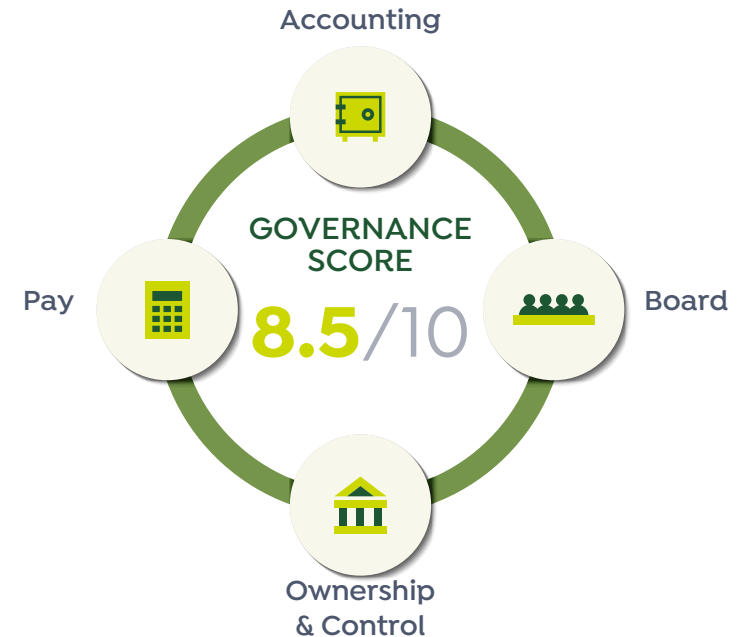 Accounting
GOVERNANCE
SCORE
Pay
8.5/10
Board
Ownership
& Control